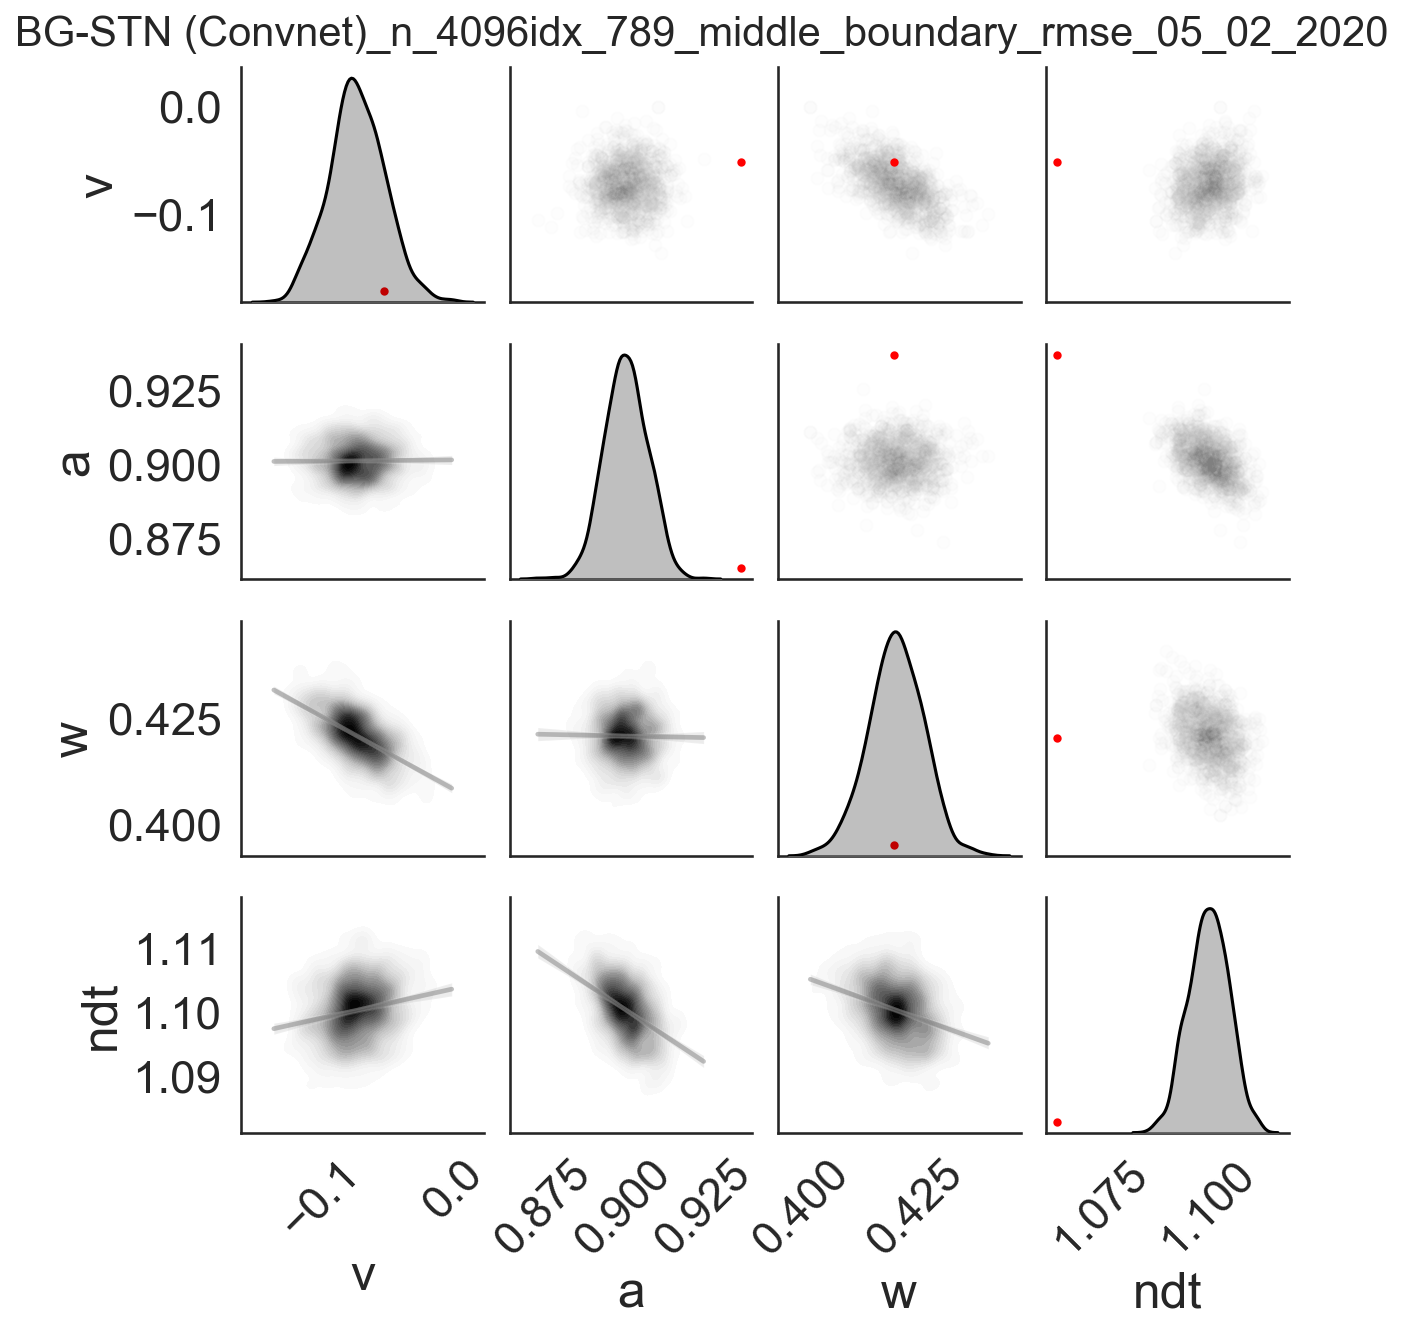 BG-STN (Convnet)_n_4096idx_789_middle_boundary_rmse_05_02_2020
0.0
−0.1
v
0.925
0.900
0.875
a
0.425
0.400
w
1.11
1.10
1.09
ndt
−0.1 0.0
0.875 0.900 0.925
0.400 0.425
1.075 1.100
v a w ndt